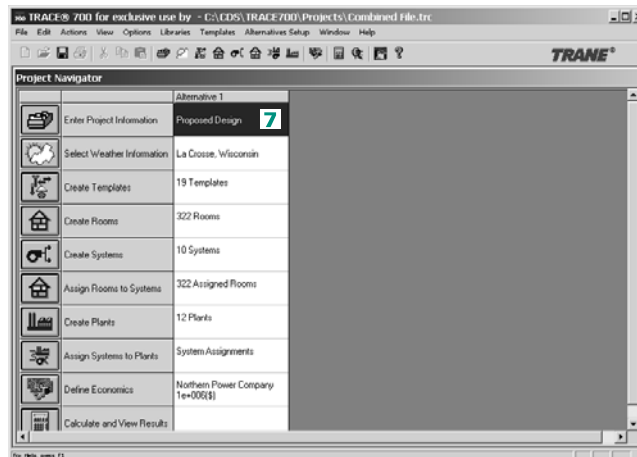 TRACE® 700 for exclusive use by - C:\CDS\TRACE700\Projects\Combined File.trc
File Edit Actions View Options Libraries Templates Alternatives Setup Window Help
TRANE®
Project Navigator
Alternative 1
Enter Project Information Proposed Design 7
Select Weather Information La Crosse, Wisconsin
Create Templates 19 Templates
Create Rooms 322 Rooms
Create Systems 10 Systems
Assign Rooms to Systems 322 Assigned Rooms
Create Plants 12 Plants
Assign Systems to Plants System Assignments
Define Economics Northern Power Company
1e+006($)
Calculate and View Results